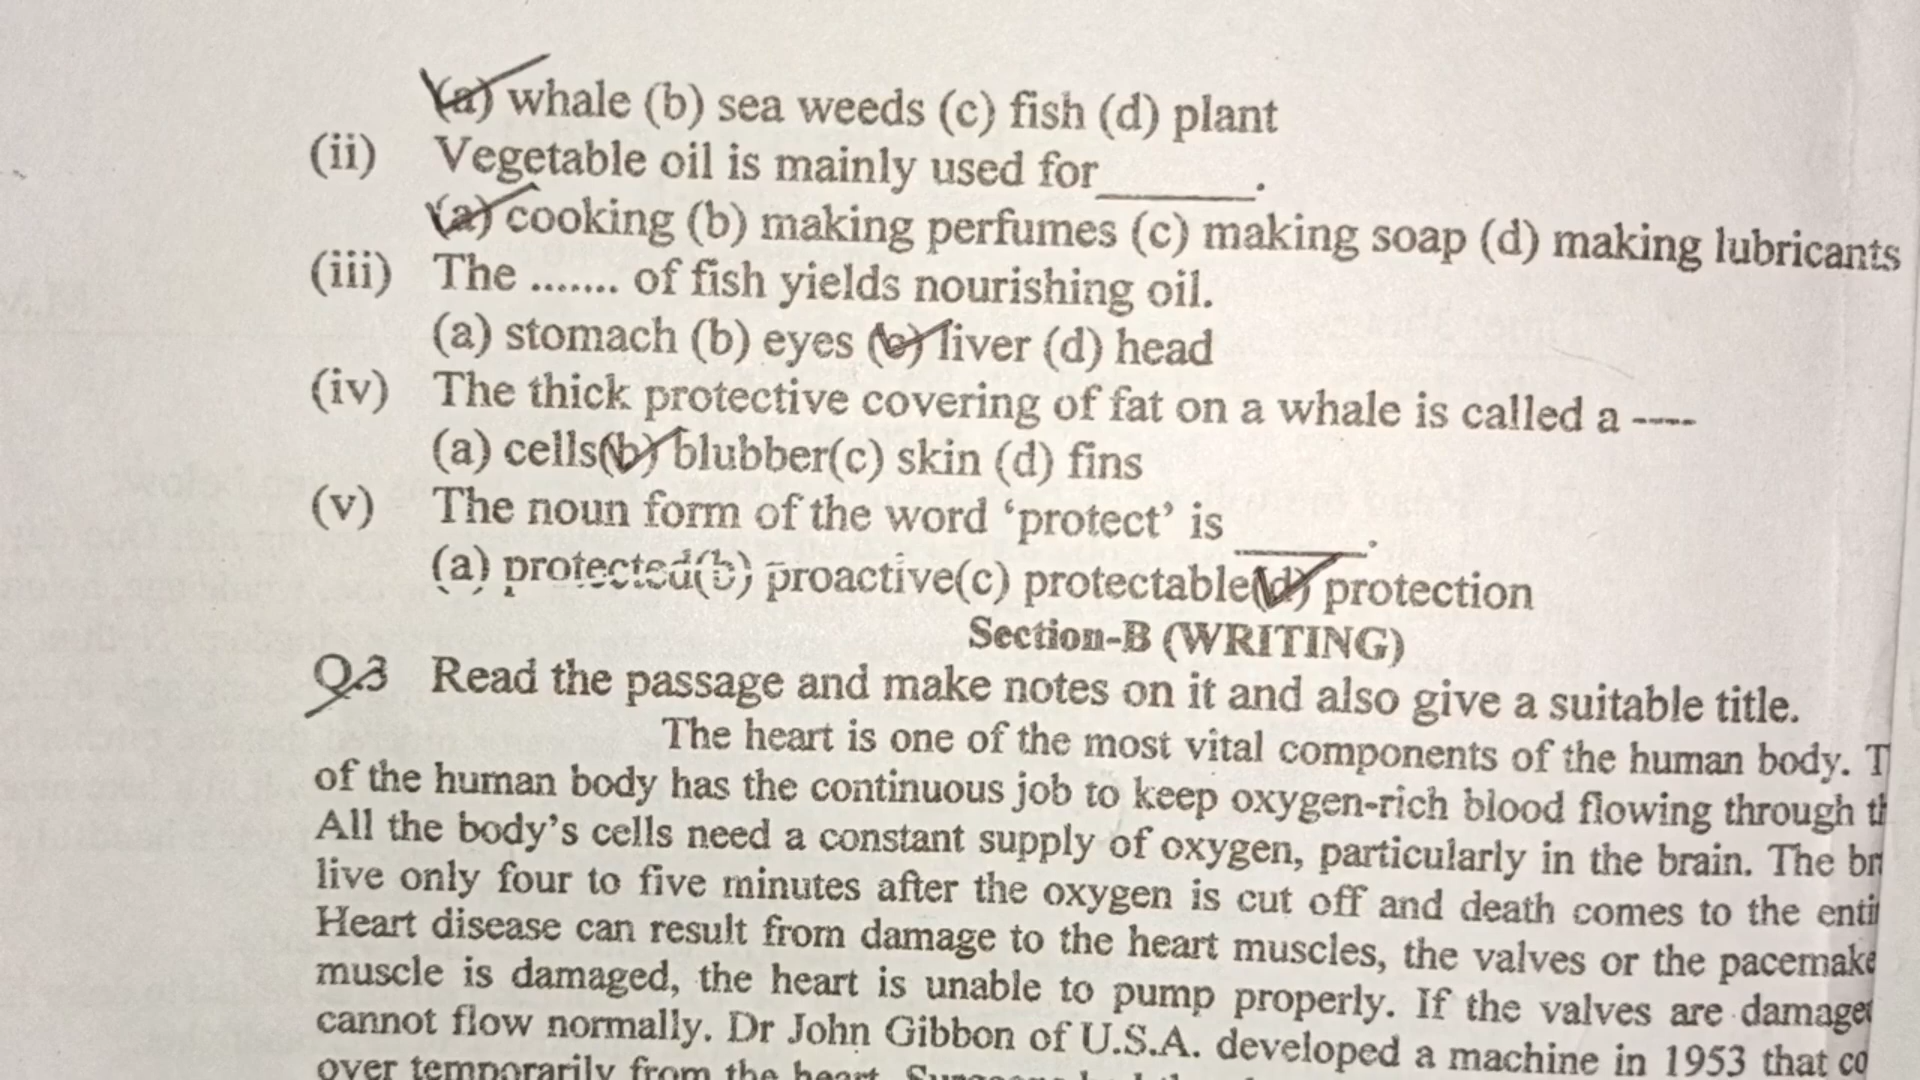 (a) whale (b) sea weeds (c) fish (d) plant
(ii) Vegetable oil is mainly used for______.
(a) cooking (b) making perfumes (c) making soap (d) making lubricants
(iii) The ....... of fish yields nourishing oil.
(a) stomach (b) eyes (c) liver (d) head
(iv) The thick protective covering of fat on a whale is called a ----
(a) cells(b) blubber(c) skin (d) fins
(v) The noun form of the word ‘protect’ is ______.
(a) protected(b) proactive(c) protectable(d) protection
Section-B (WRITING)
Q.3 Read the passage and make notes on it and also give a suitable title.
The heart is one of the most vital components of the human body.
of the human body has the continuous job to keep oxygen-rich blood flowing through
All the body’s cells need a constant supply of oxygen, particularly in the brain. The
live only four to five minutes after the oxygen is cut off and death comes to the
Heart disease can result from damage to the heart muscles, the valves or the
muscle is damaged, the heart is unable to pump properly. If the valves are
cannot flow normally. Dr John Gibbon of U.S.A. developed a machine in 1953 that
over temporarily from the heart.